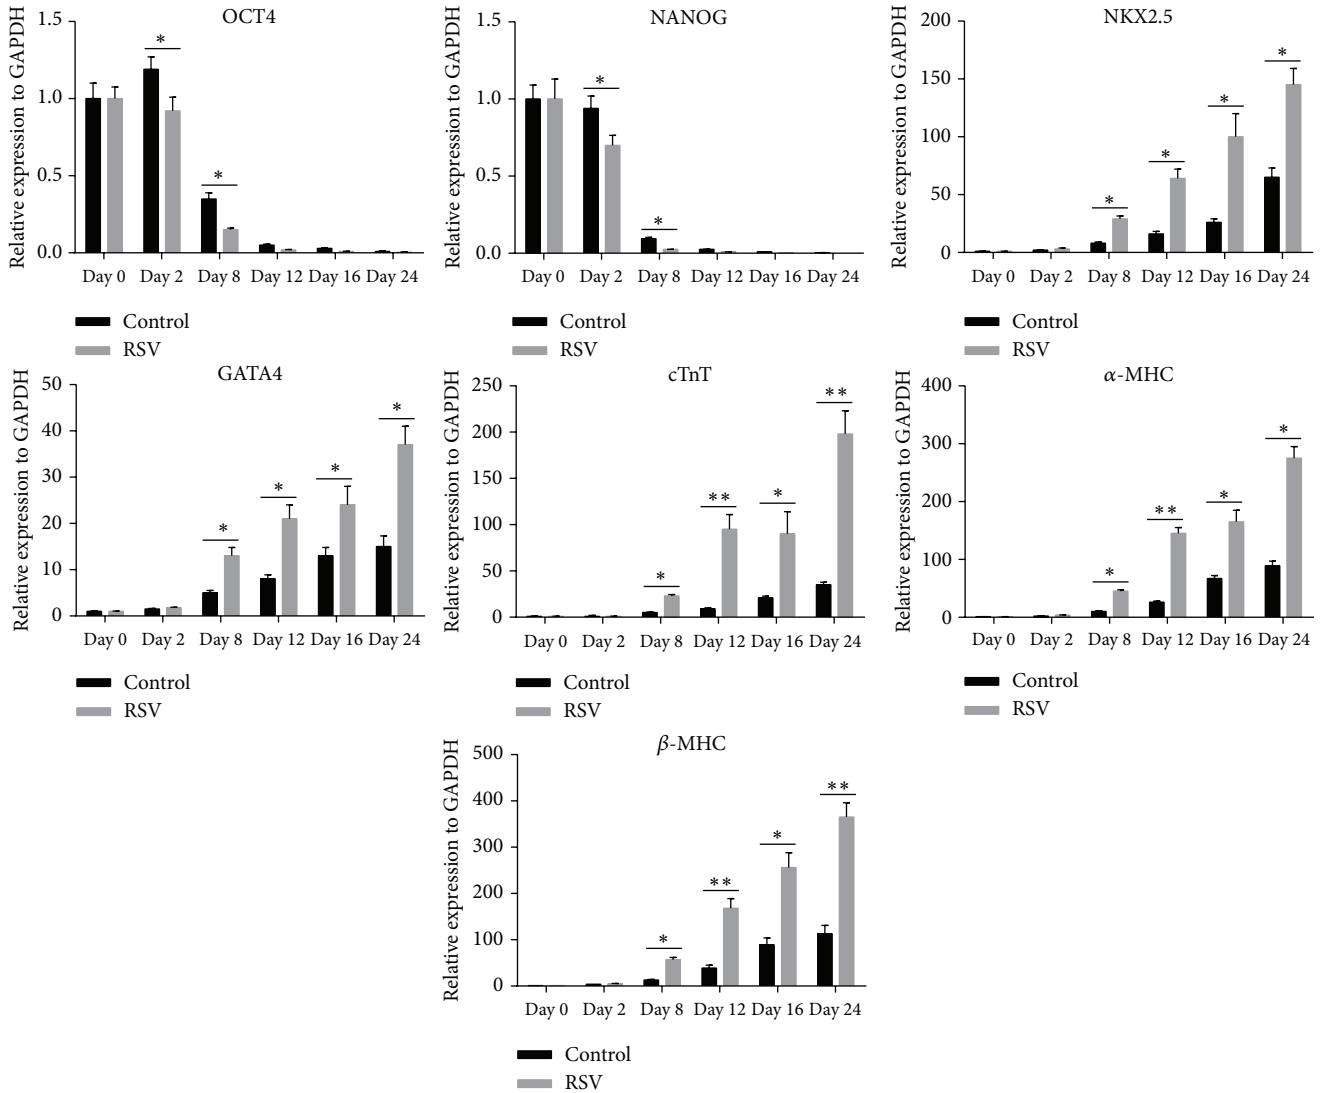 OCT4
Relative expression to GAPDH
1.5
1.0
0.5
0.0
*
*
Day 0 Day 2 Day 8 Day 12 Day 16 Day 24
Control
RSV
NANOG
Relative expression to GAPDH
1.5
1.0
0.5
0.0
*
*
Day 0 Day 2 Day 8 Day 12 Day 16 Day 24
Control
RSV
NKX2.5
Relative expression to GAPDH
200
150
100
50
0
*
*
*
*
Day 0 Day 2 Day 8 Day 12 Day 16 Day 24
Control
RSV
GATA4
Relative expression to GAPDH
50
40
30
20
10
0
*
*
*
*
Day 0 Day 2 Day 8 Day 12 Day 16 Day 24
Control
RSV
cTnT
Relative expression to GAPDH
250
200
150
100
50
0
*
**
*
**
Day 0 Day 2 Day 8 Day 12 Day 16 Day 24
Control
RSV
α-MHC
Relative expression to GAPDH
400
300
200
100
0
*
**
*
*
Day 0 Day 2 Day 8 Day 12 Day 16 Day 24
Control
RSV
β-MHC
Relative expression to GAPDH
500
400
300
200
100
0
*
**
*
**
Day 0 Day 2 Day 8 Day 12 Day 16 Day 24
Control
RSV